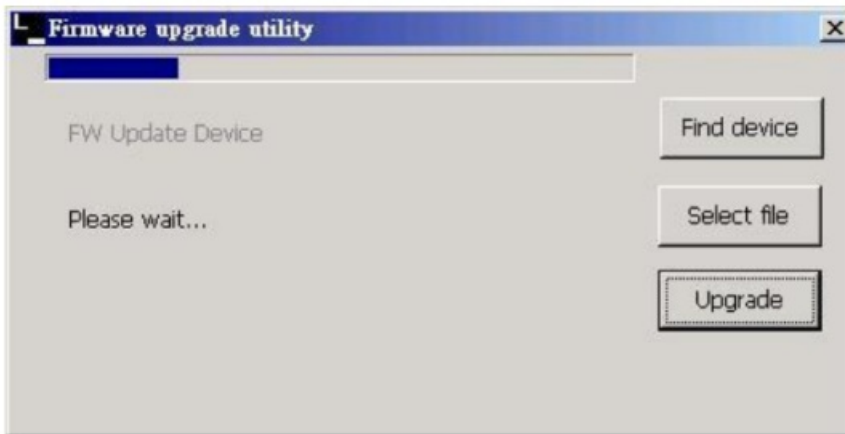 Firmware upgrade utility
FW Update Device
Find device
Please wait...
Select file
Upgrade